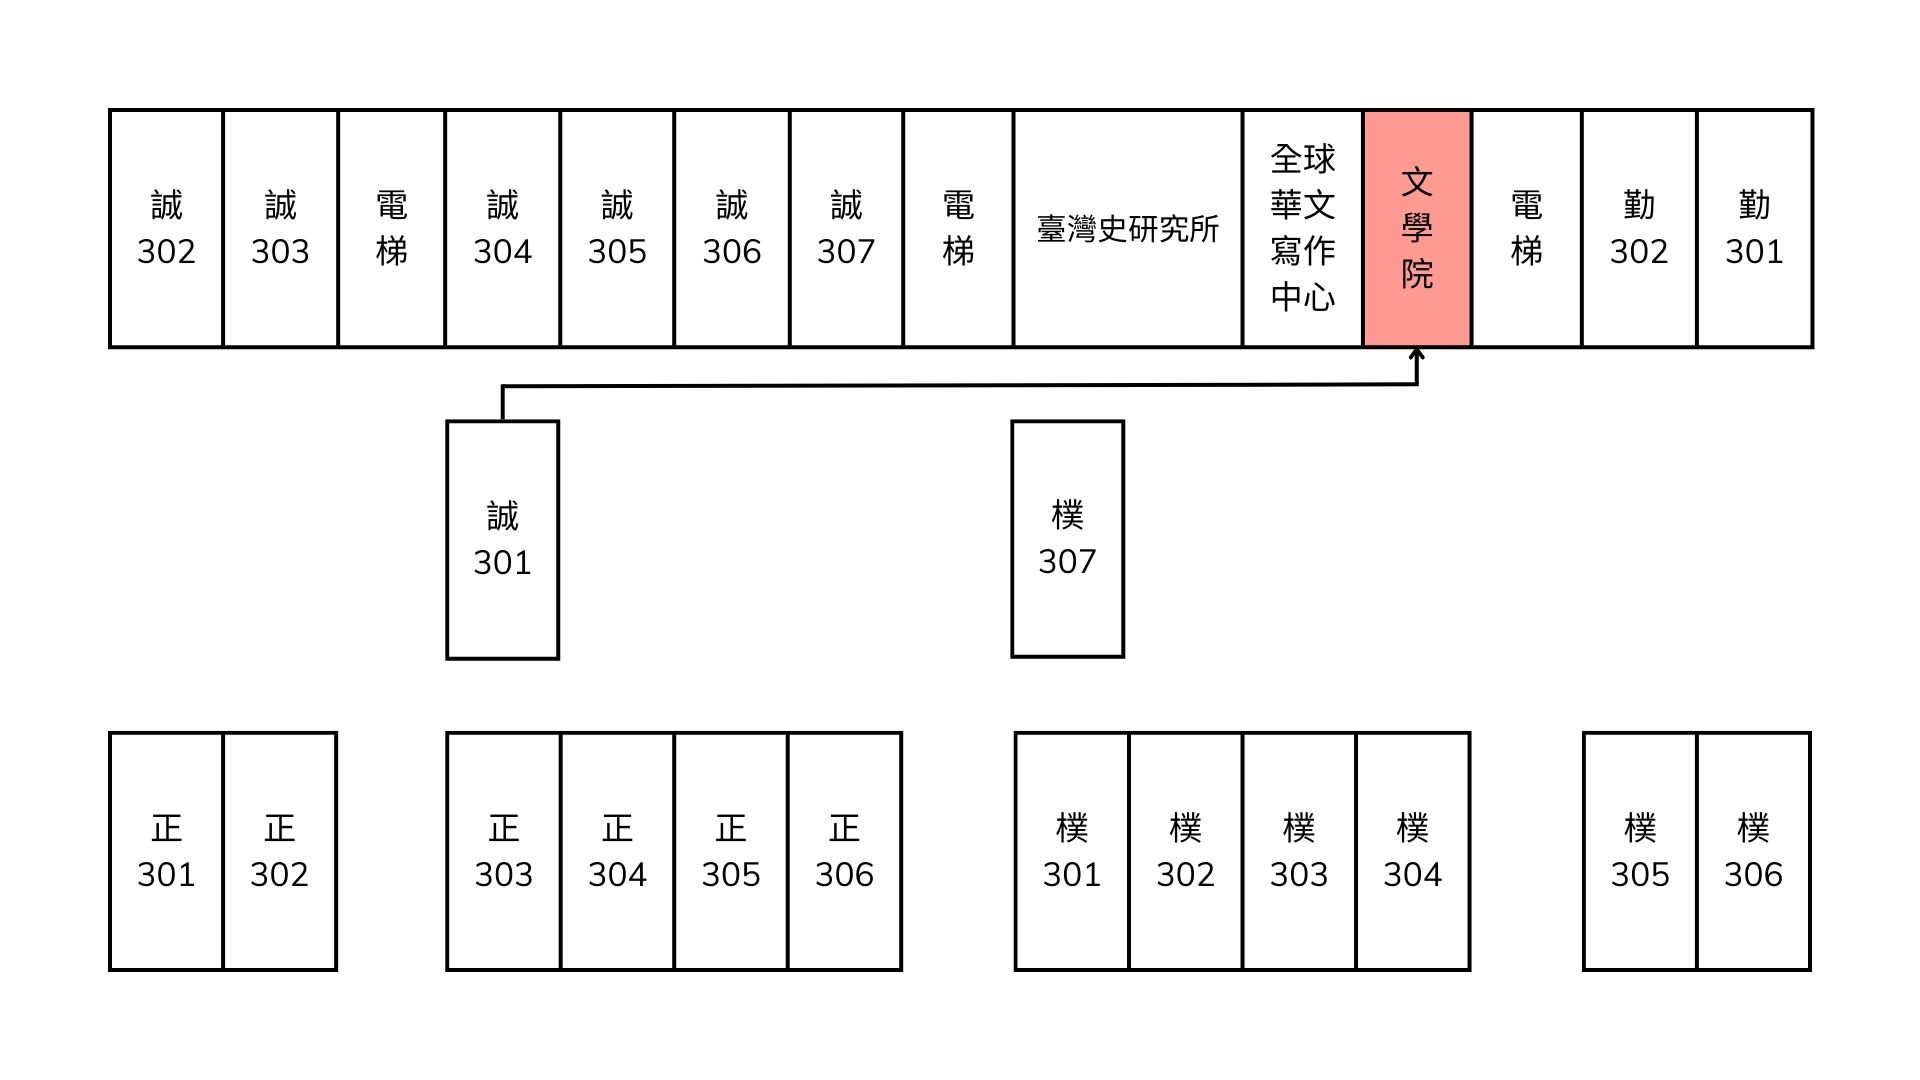 誠
302
誠
303
電
梯
誠
304
誠
305
誠
306
誠
307
電
梯
臺灣史研究所
全球
華文
寫作
中心
文
學
院
電
梯
勤
302
勤
301
誠
301
樸
307
正
301
正
302
正
303
正
304
正
305
正
306
樸
301
樸
302
樸
303
樸
304
樸
305
樸
306